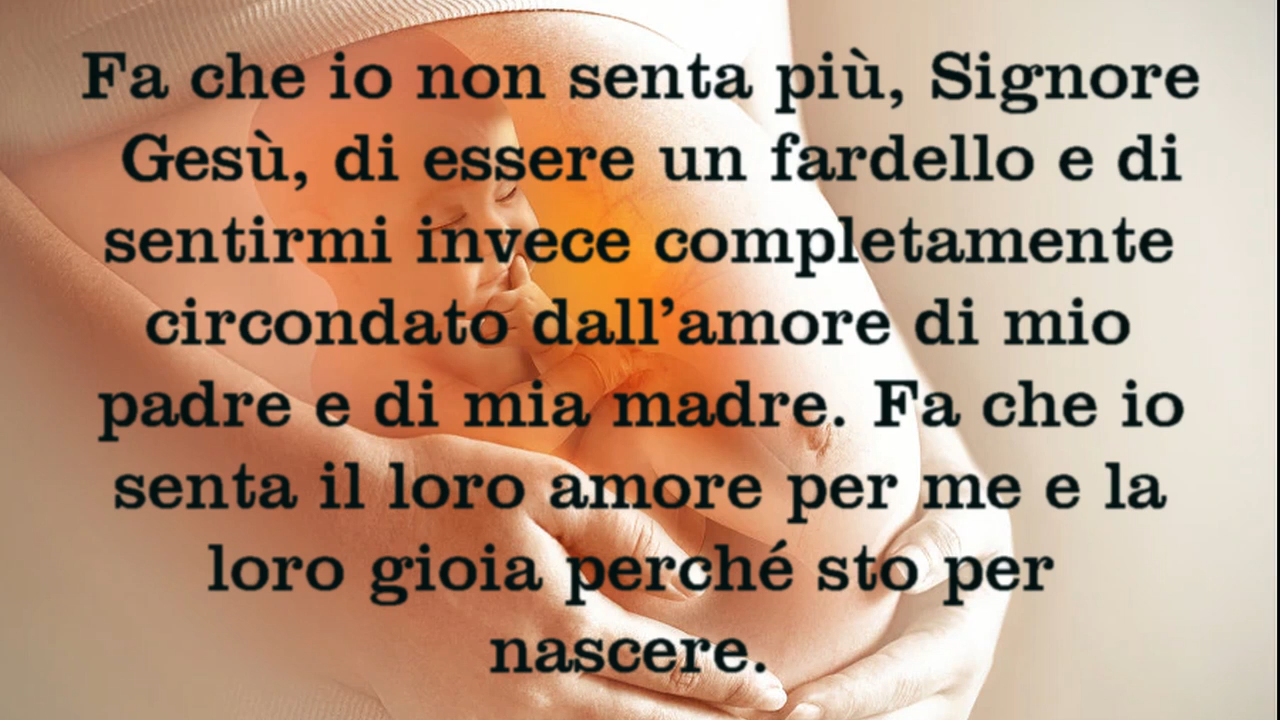 Fa che io non senta più, Signore
Gesù, di essere un fardello e di
sentirmi invece completamente
circondato dall’amore di mio
padre e di mia madre. Fa che io
senta il loro amore per me e la
loro gioia perché sto per
nascere.